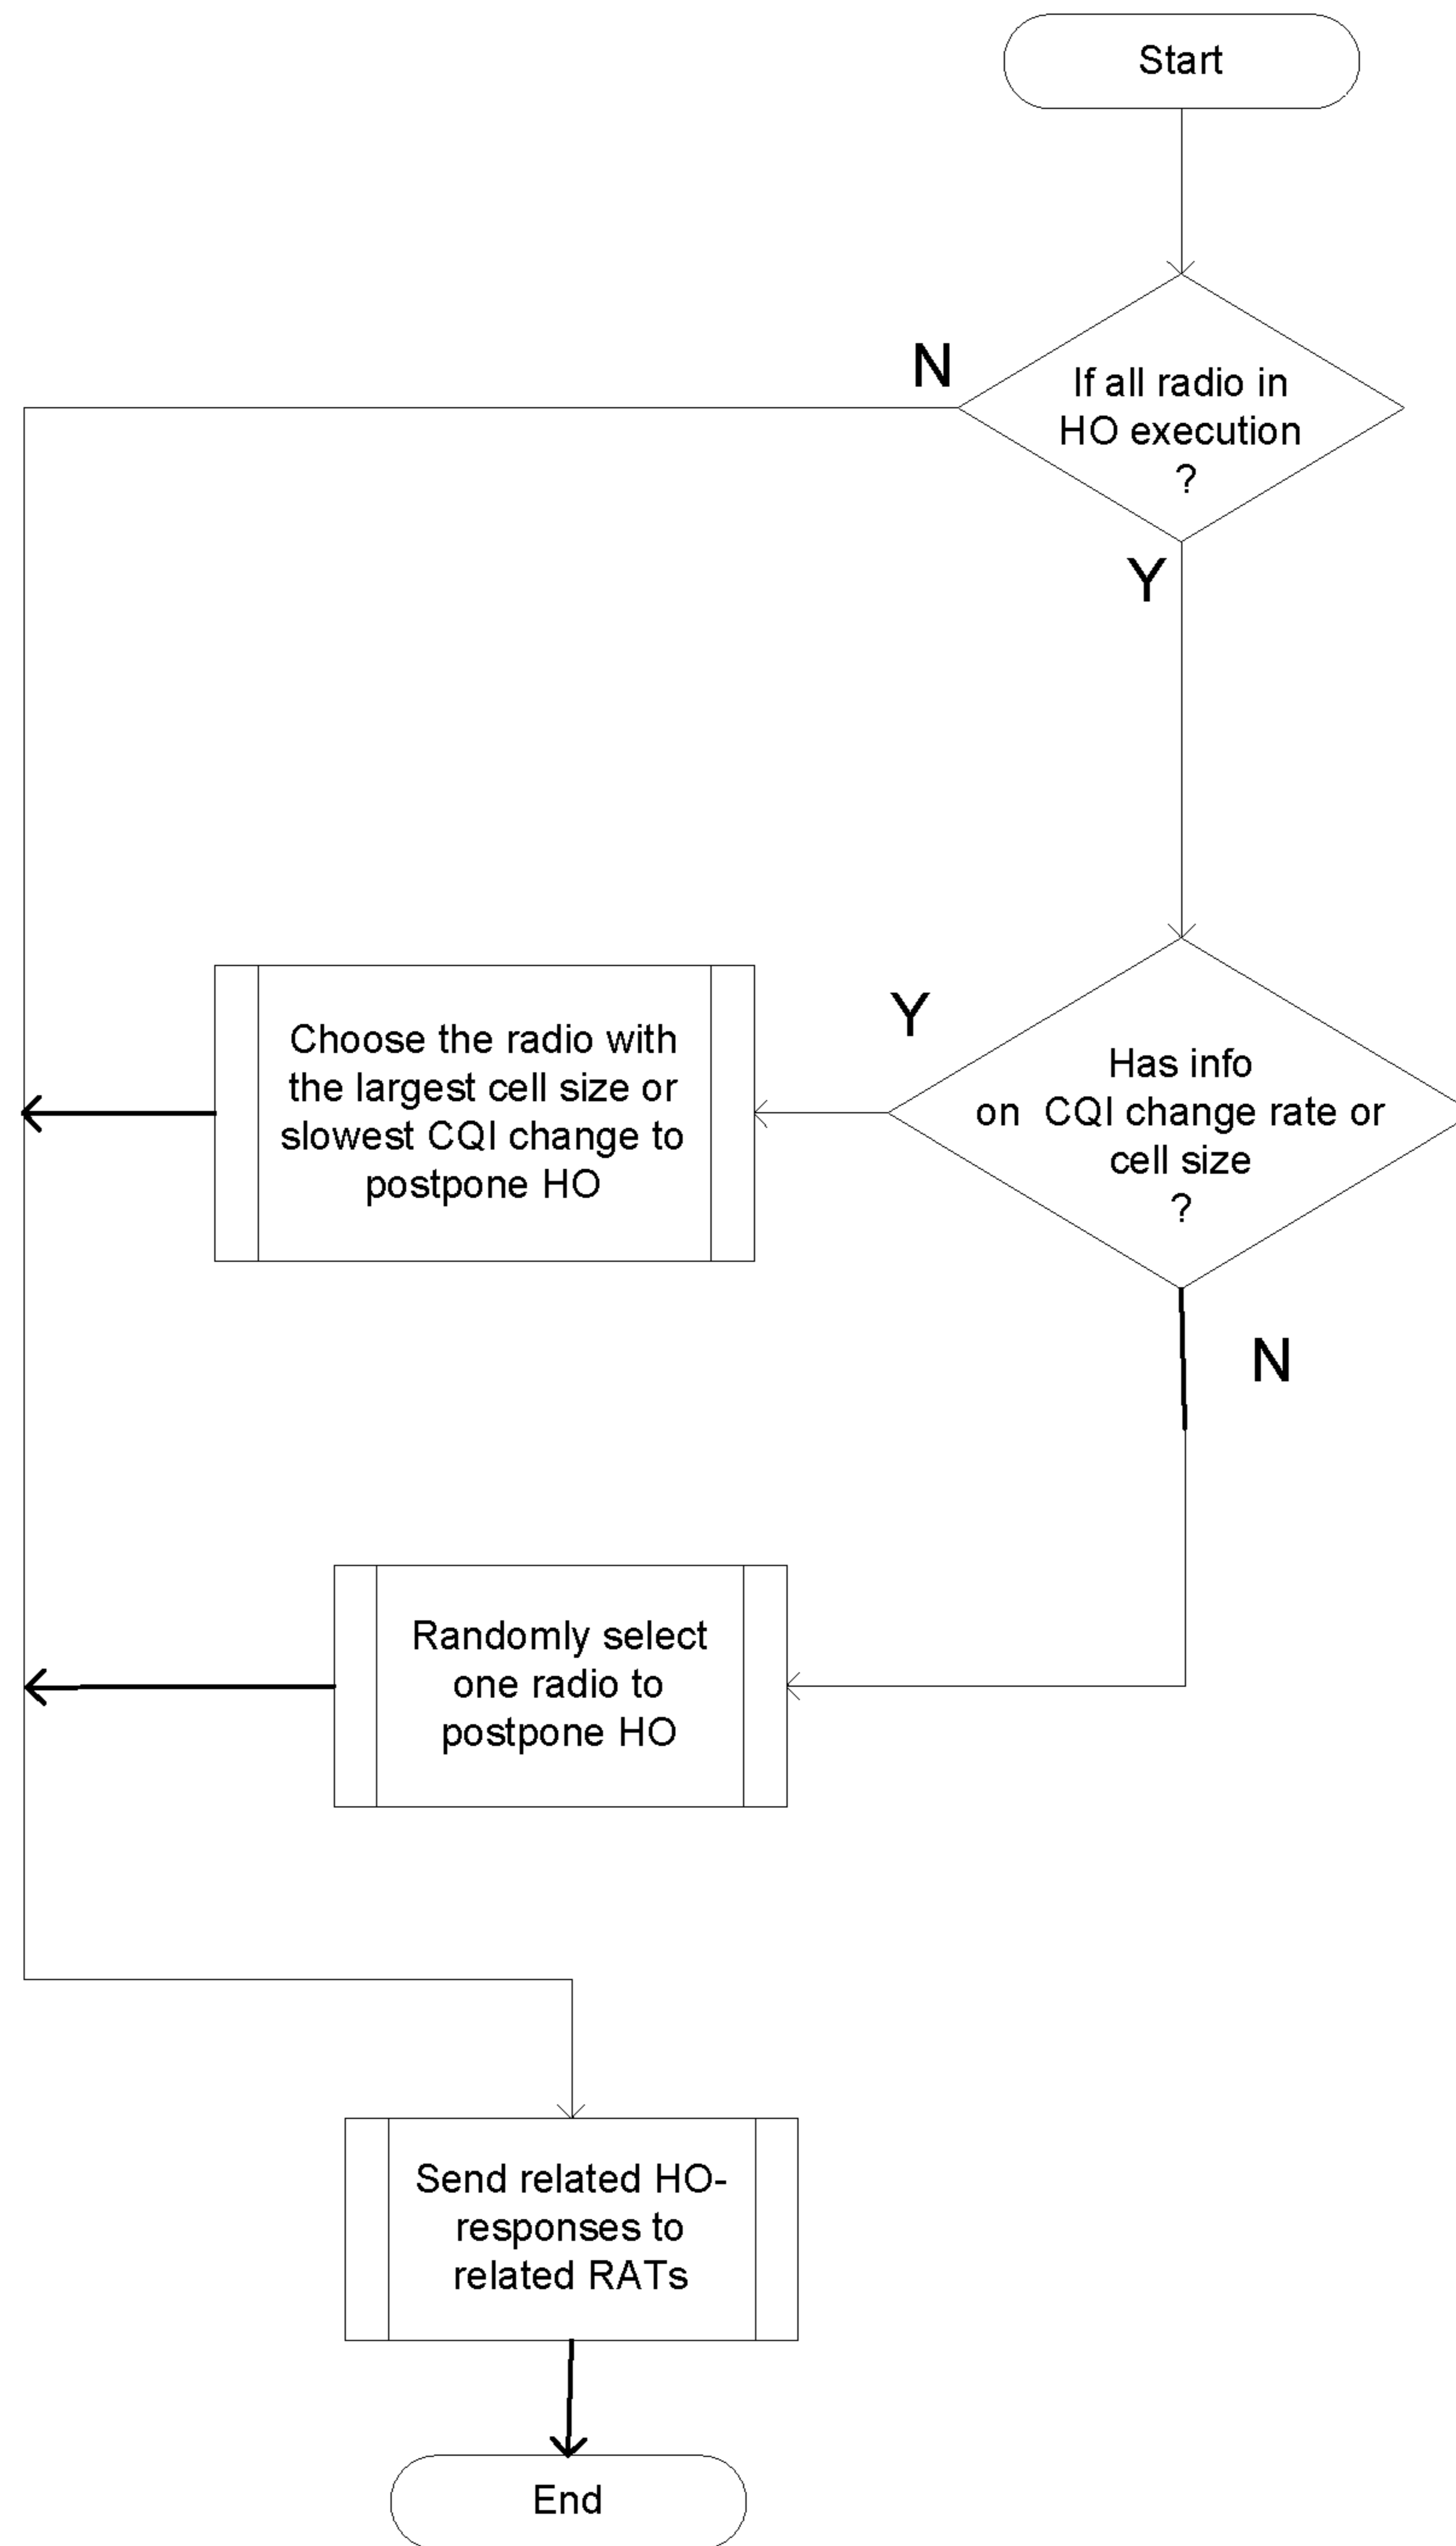 Start
N
If all radio in
HO execution
?
Y
Choose the radio with
the largest cell size or
slowest CQI change to
postpone HO
Y
Has info
on CQI change rate or
cell size
?
N
Randomly select
one radio to
postpone HO
Send related HO-
responses to
related RATs
End